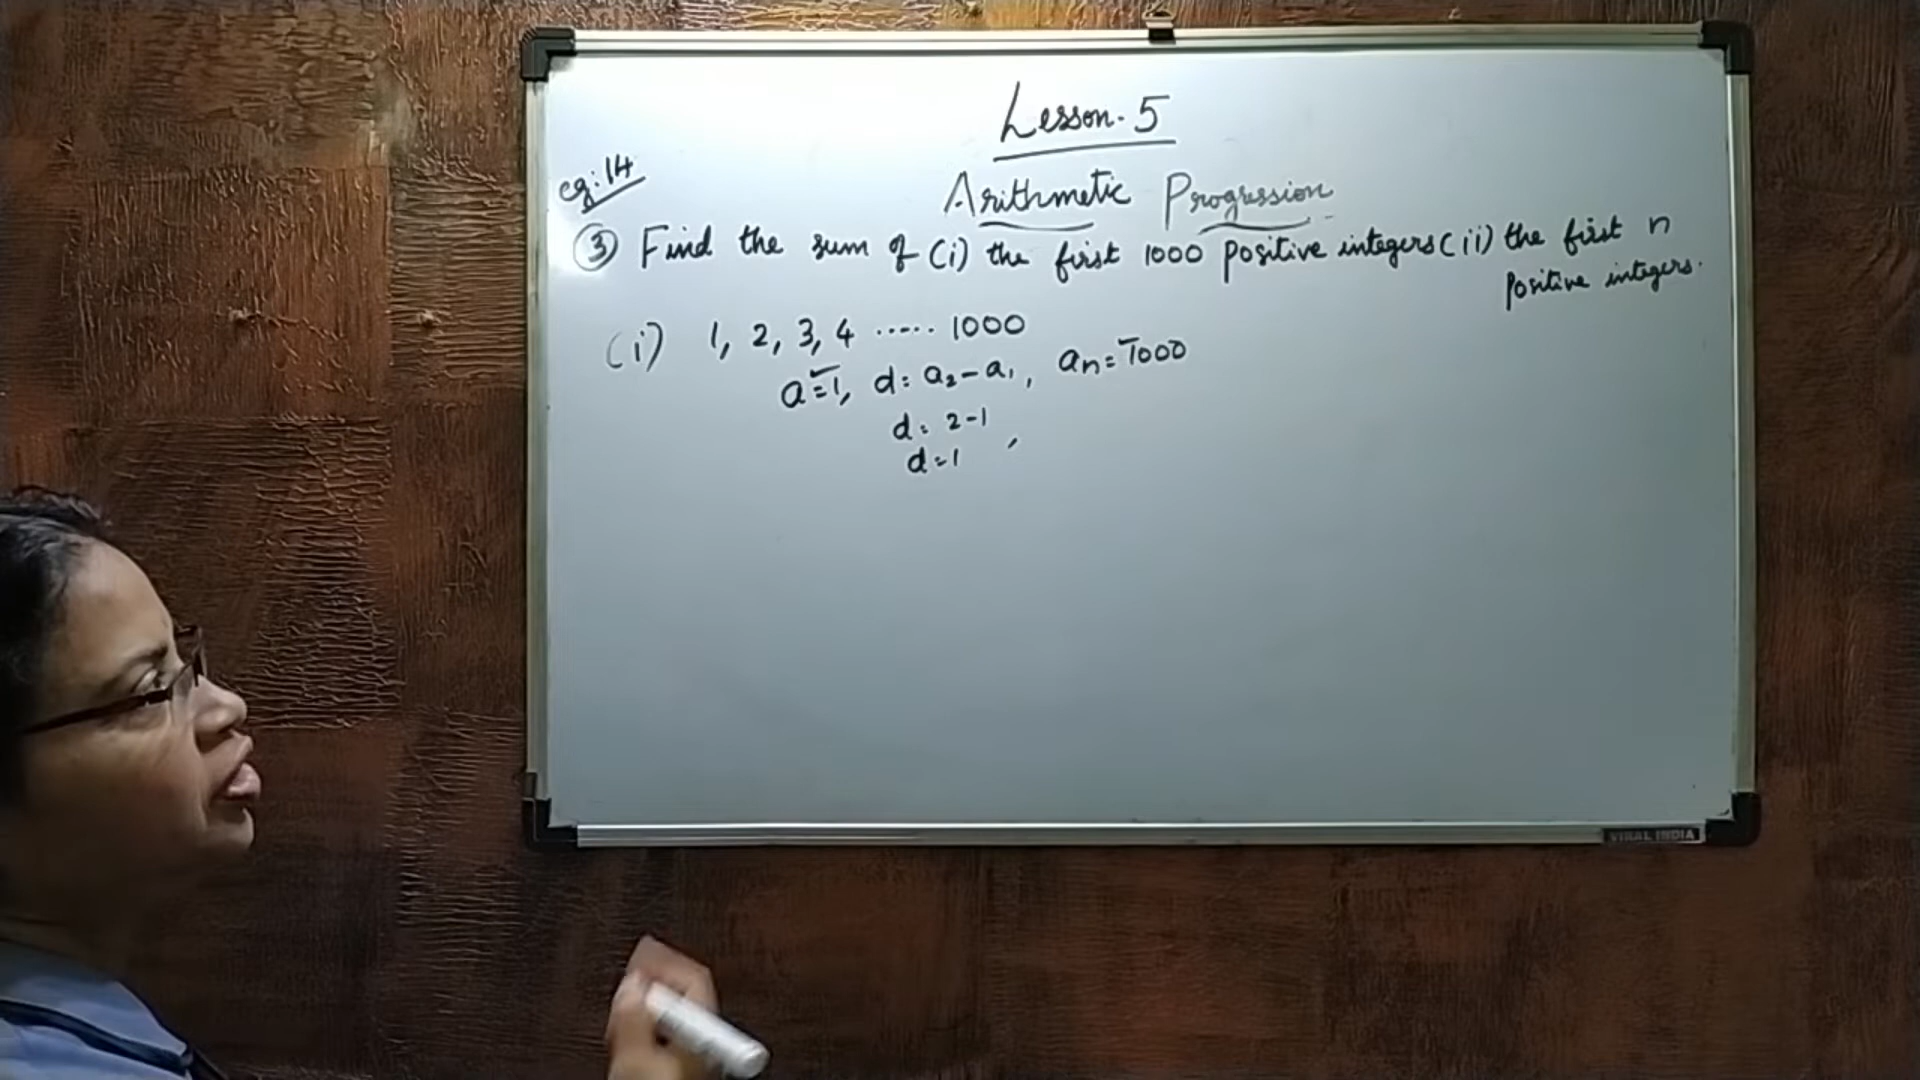 Lesson. 5
eg: 14
Arithmetic Progression
③ Find the sum of (i) the first 1000 positive integers (ii) the first n
positive integers.
(i) 1, 2, 3, 4 ..... 1000
a=1, d= a₂-a₁, an=1000
d= 2-1
d=1 ,
VIRAL INDIA